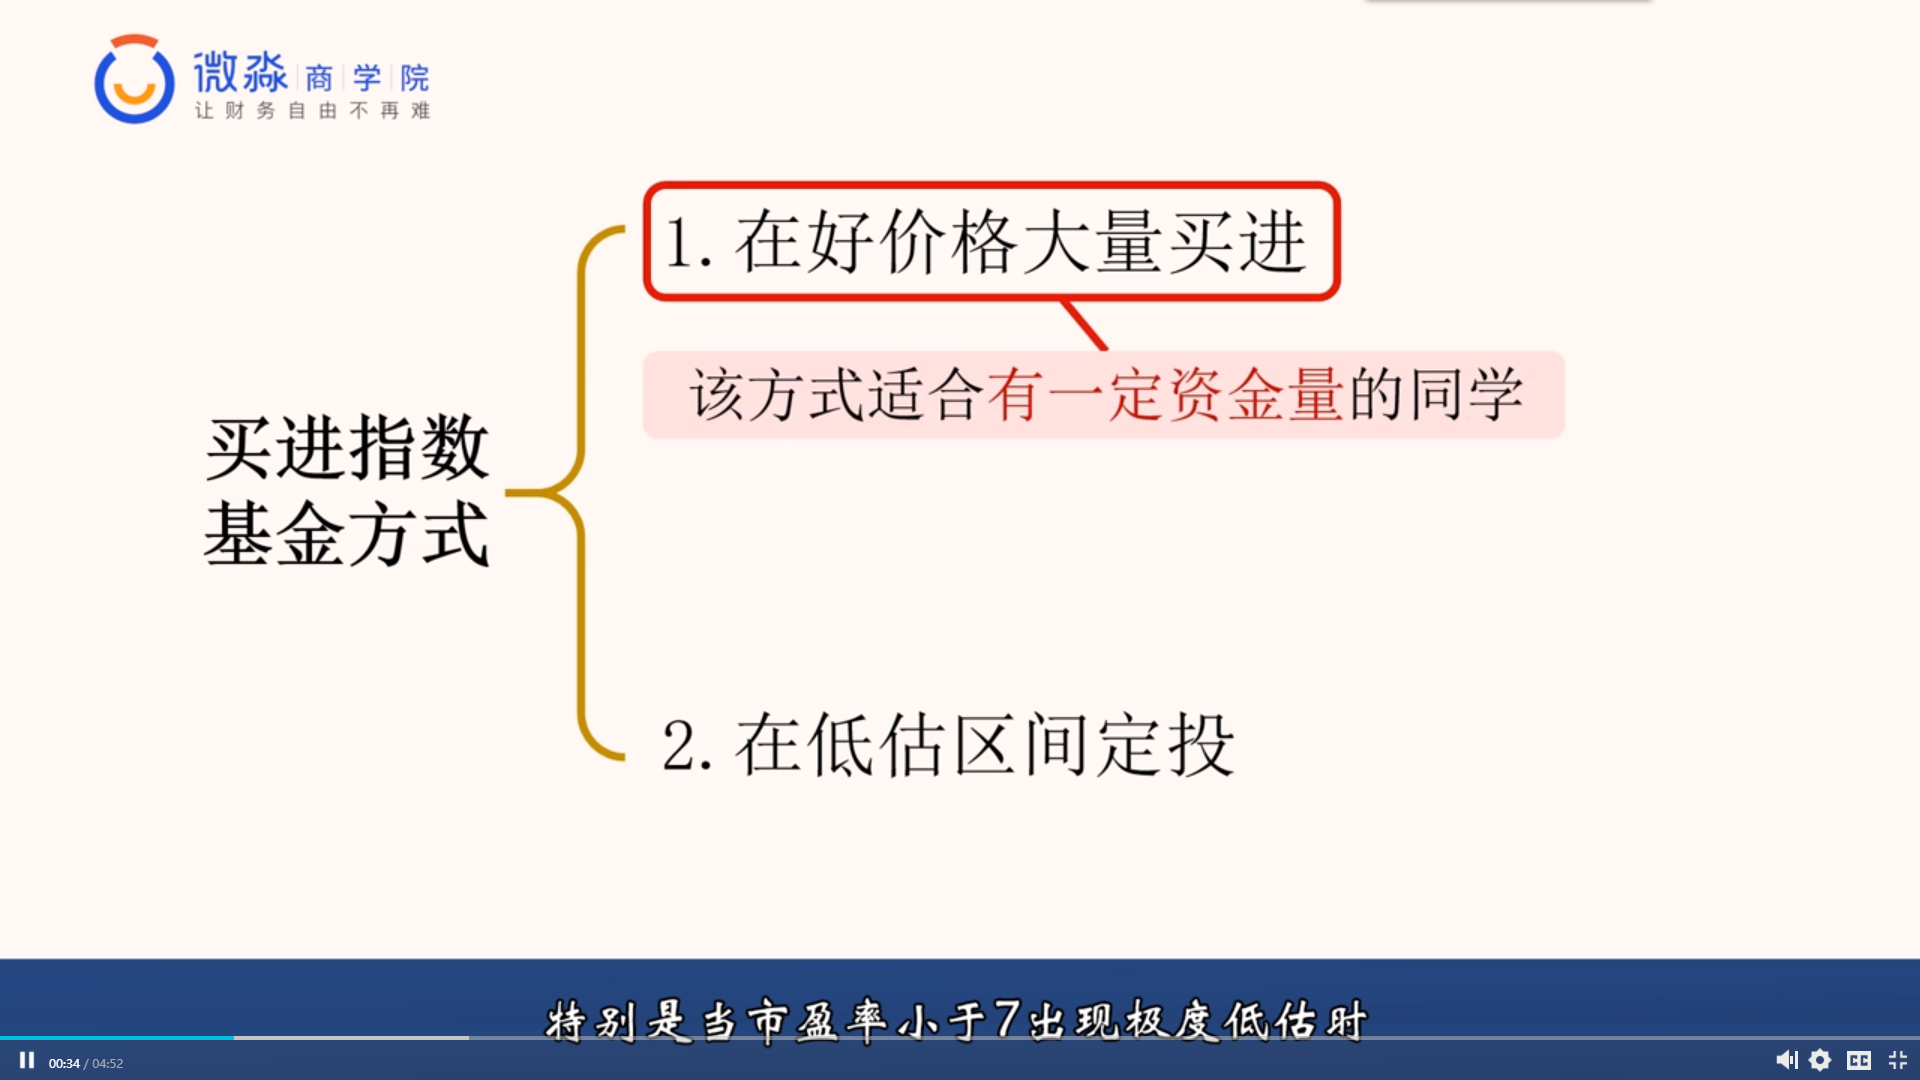 微淼商学院
让财务自由不再难
1. 在好价格大量买进
该方式适合有一定资金量的同学
买进指数
基金方式
2. 在低估区间定投
特别是当市盈率小于7出现极度低估时
00:34 / 04:52
CC